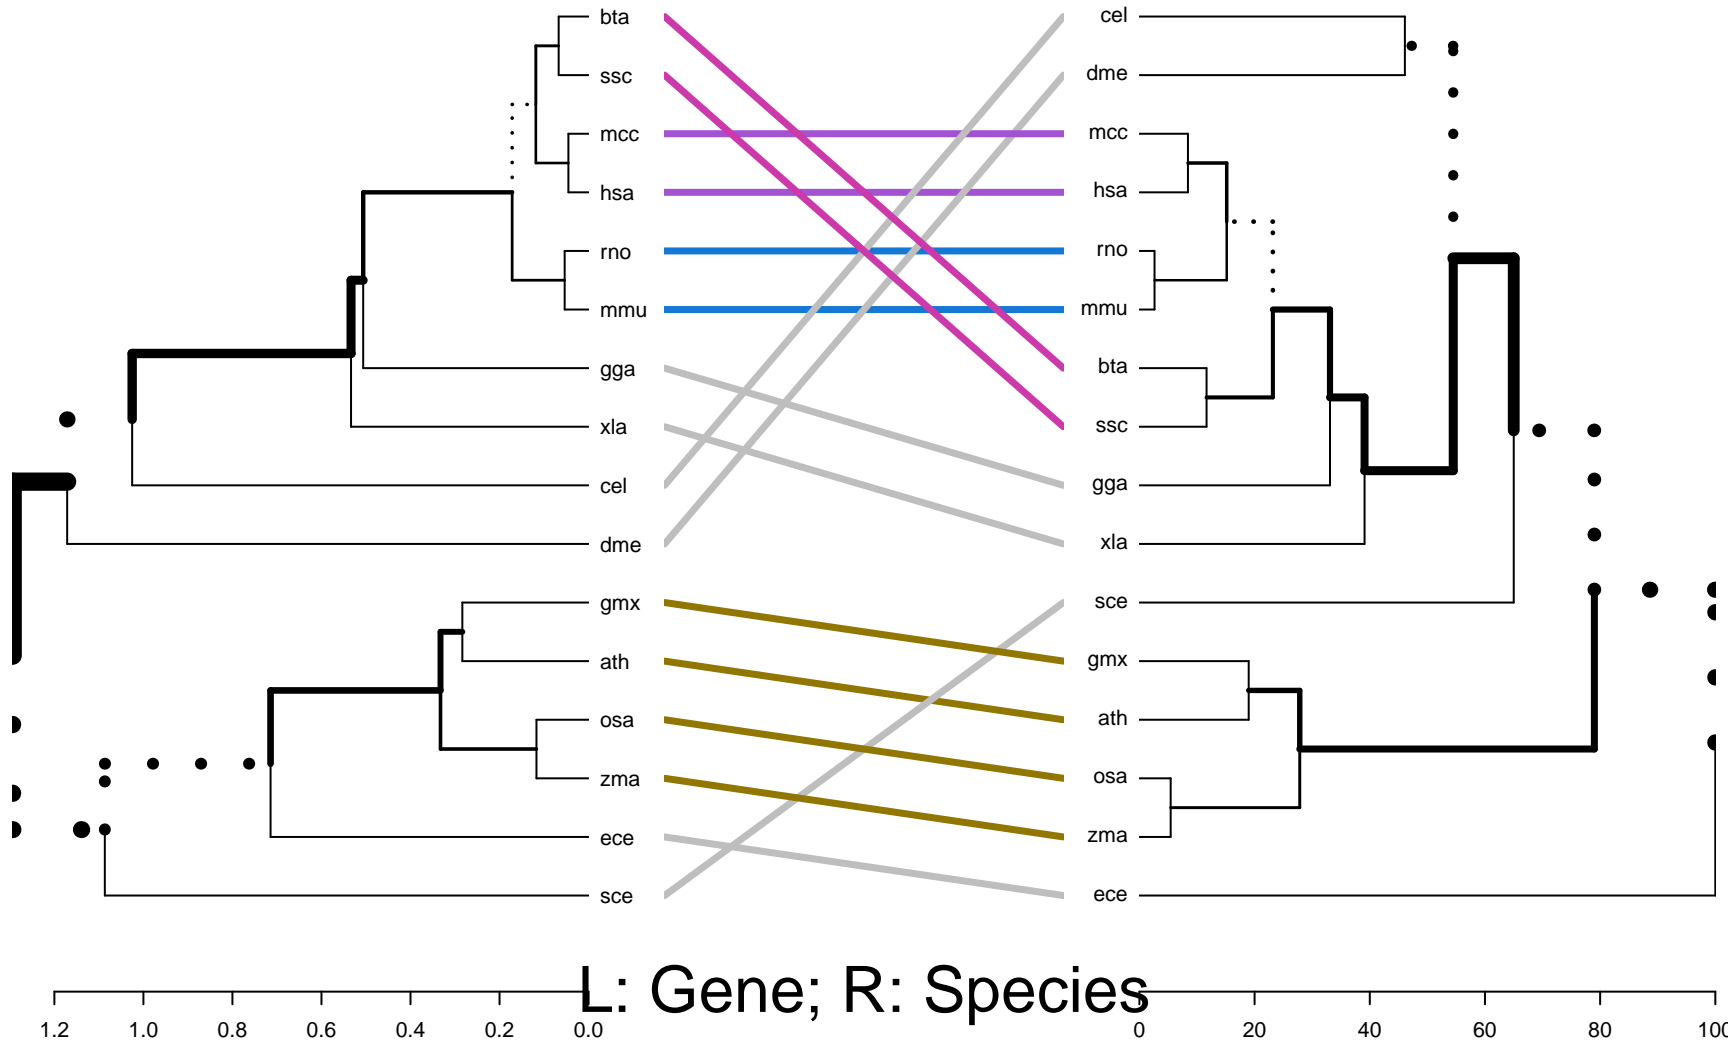 bta cel
ssc dme
mcc mcc
hsa hsa
rno rno
mmu mmu
gga bta
xla ssc
cel gga
dme xla
gmx sce
ath gmx
osa ath
zma osa
ece zma
sce ece
L: Gene; R: Species
1.2 1.0 0.8 0.6 0.4 0.2 0.0 0 20 40 60 80 100